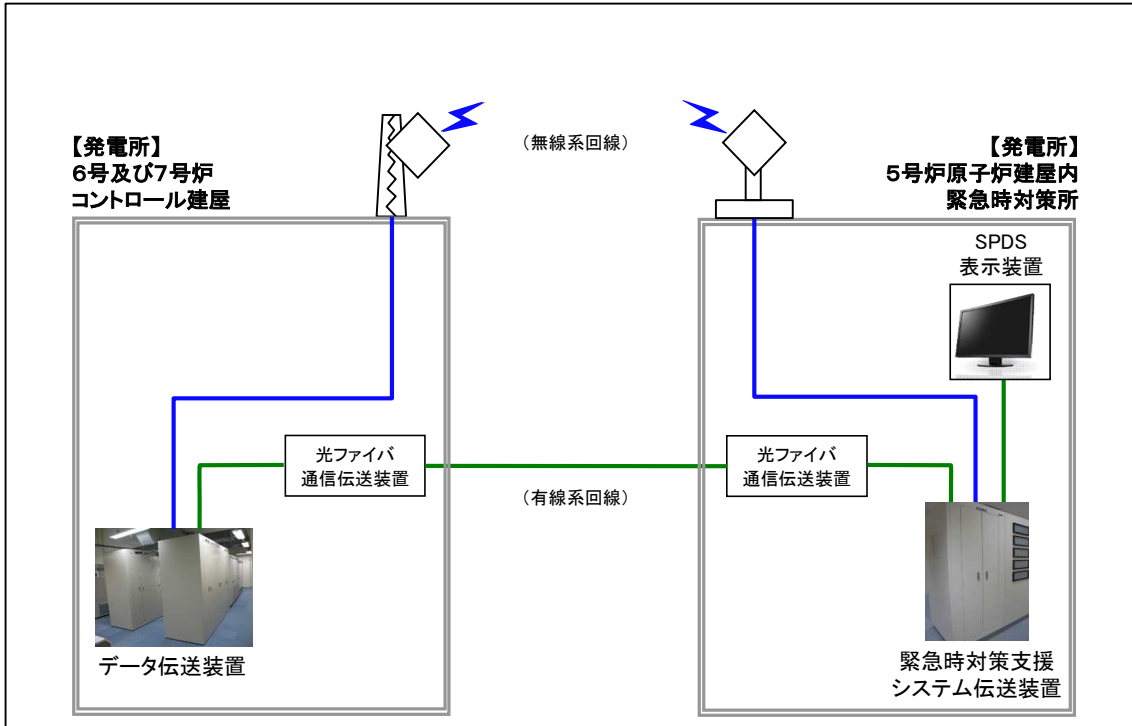 (無線系回線)
【発電所】
6号及び7号炉
コントロール建屋
【発電所】
5号炉原子炉建屋内
緊急時対策所
SPDS
表示装置
光ファイバ
通信伝送装置
光ファイバ
通信伝送装置
(有線系回線)
データ伝送装置
緊急時対策支援
システム伝送装置